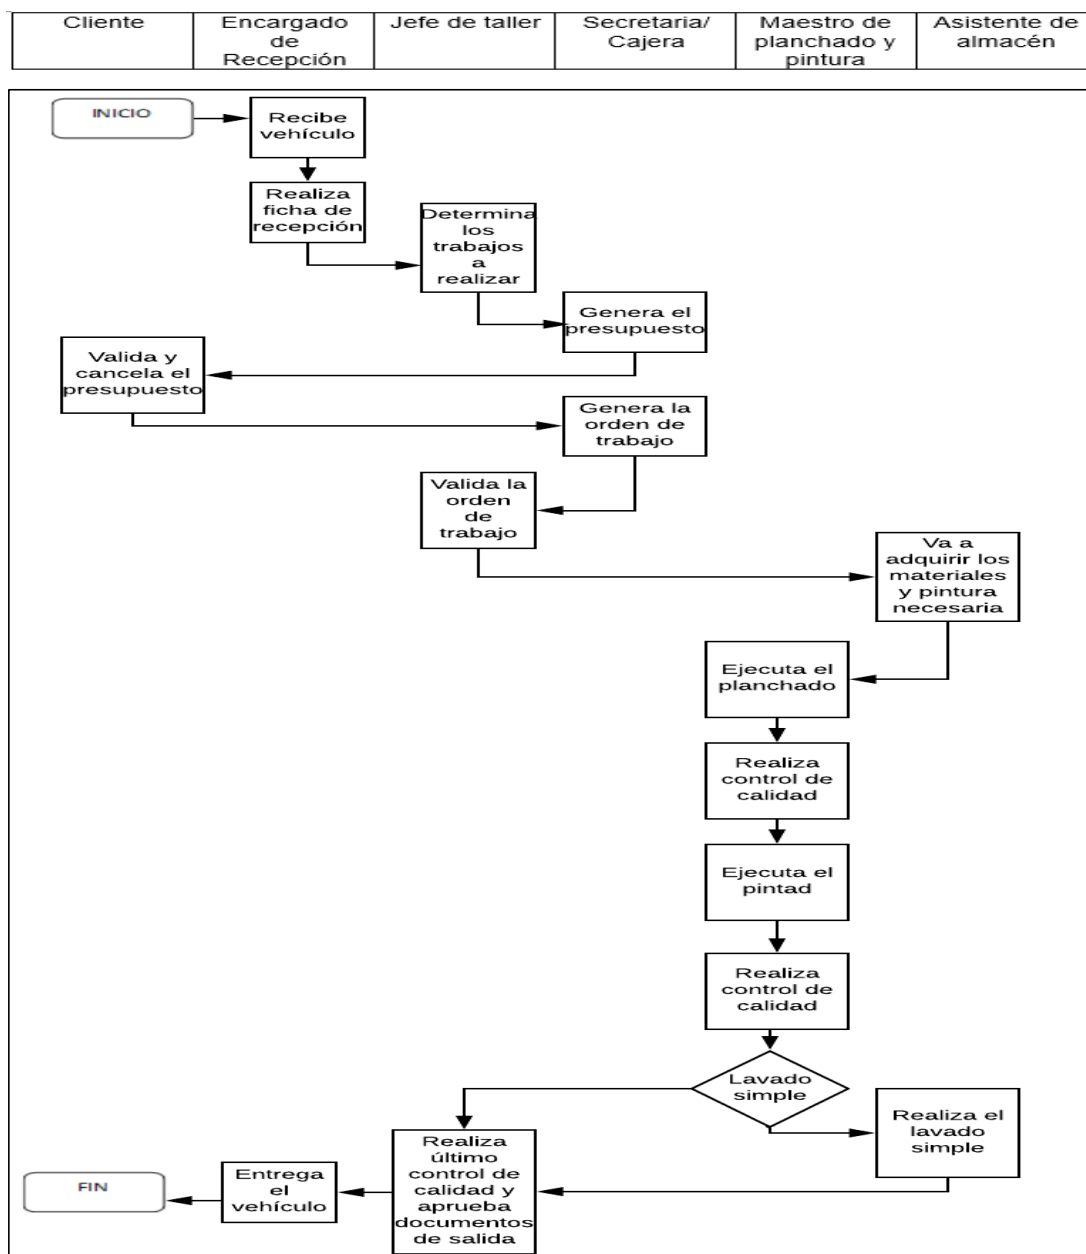 Cliente
Encargado
de
Recepción
Jefe de taller
Secretaria/
Cajera
Maestro de
planchado y
pintura
Asistente de
almacén
INICIO
Recibe
vehículo
Realiza
ficha de
recepción
Determina
los
trabajos
a
realizar
Genera el
presupuesto
Valida y
cancela el
presupuesto
Genera la
orden de
trabajo
Valida la
orden
de
trabajo
Va a
adquirir los
materiales
y pintura
necesaria
Ejecuta el
planchado
Realiza
control de
calidad
Ejecuta el
pintad
Realiza
control de
calidad
Lavado
simple
Realiza el
lavado
simple
Realiza
último
control de
calidad y
aprueba
documentos
de salida
Entrega
el
vehículo
FIN